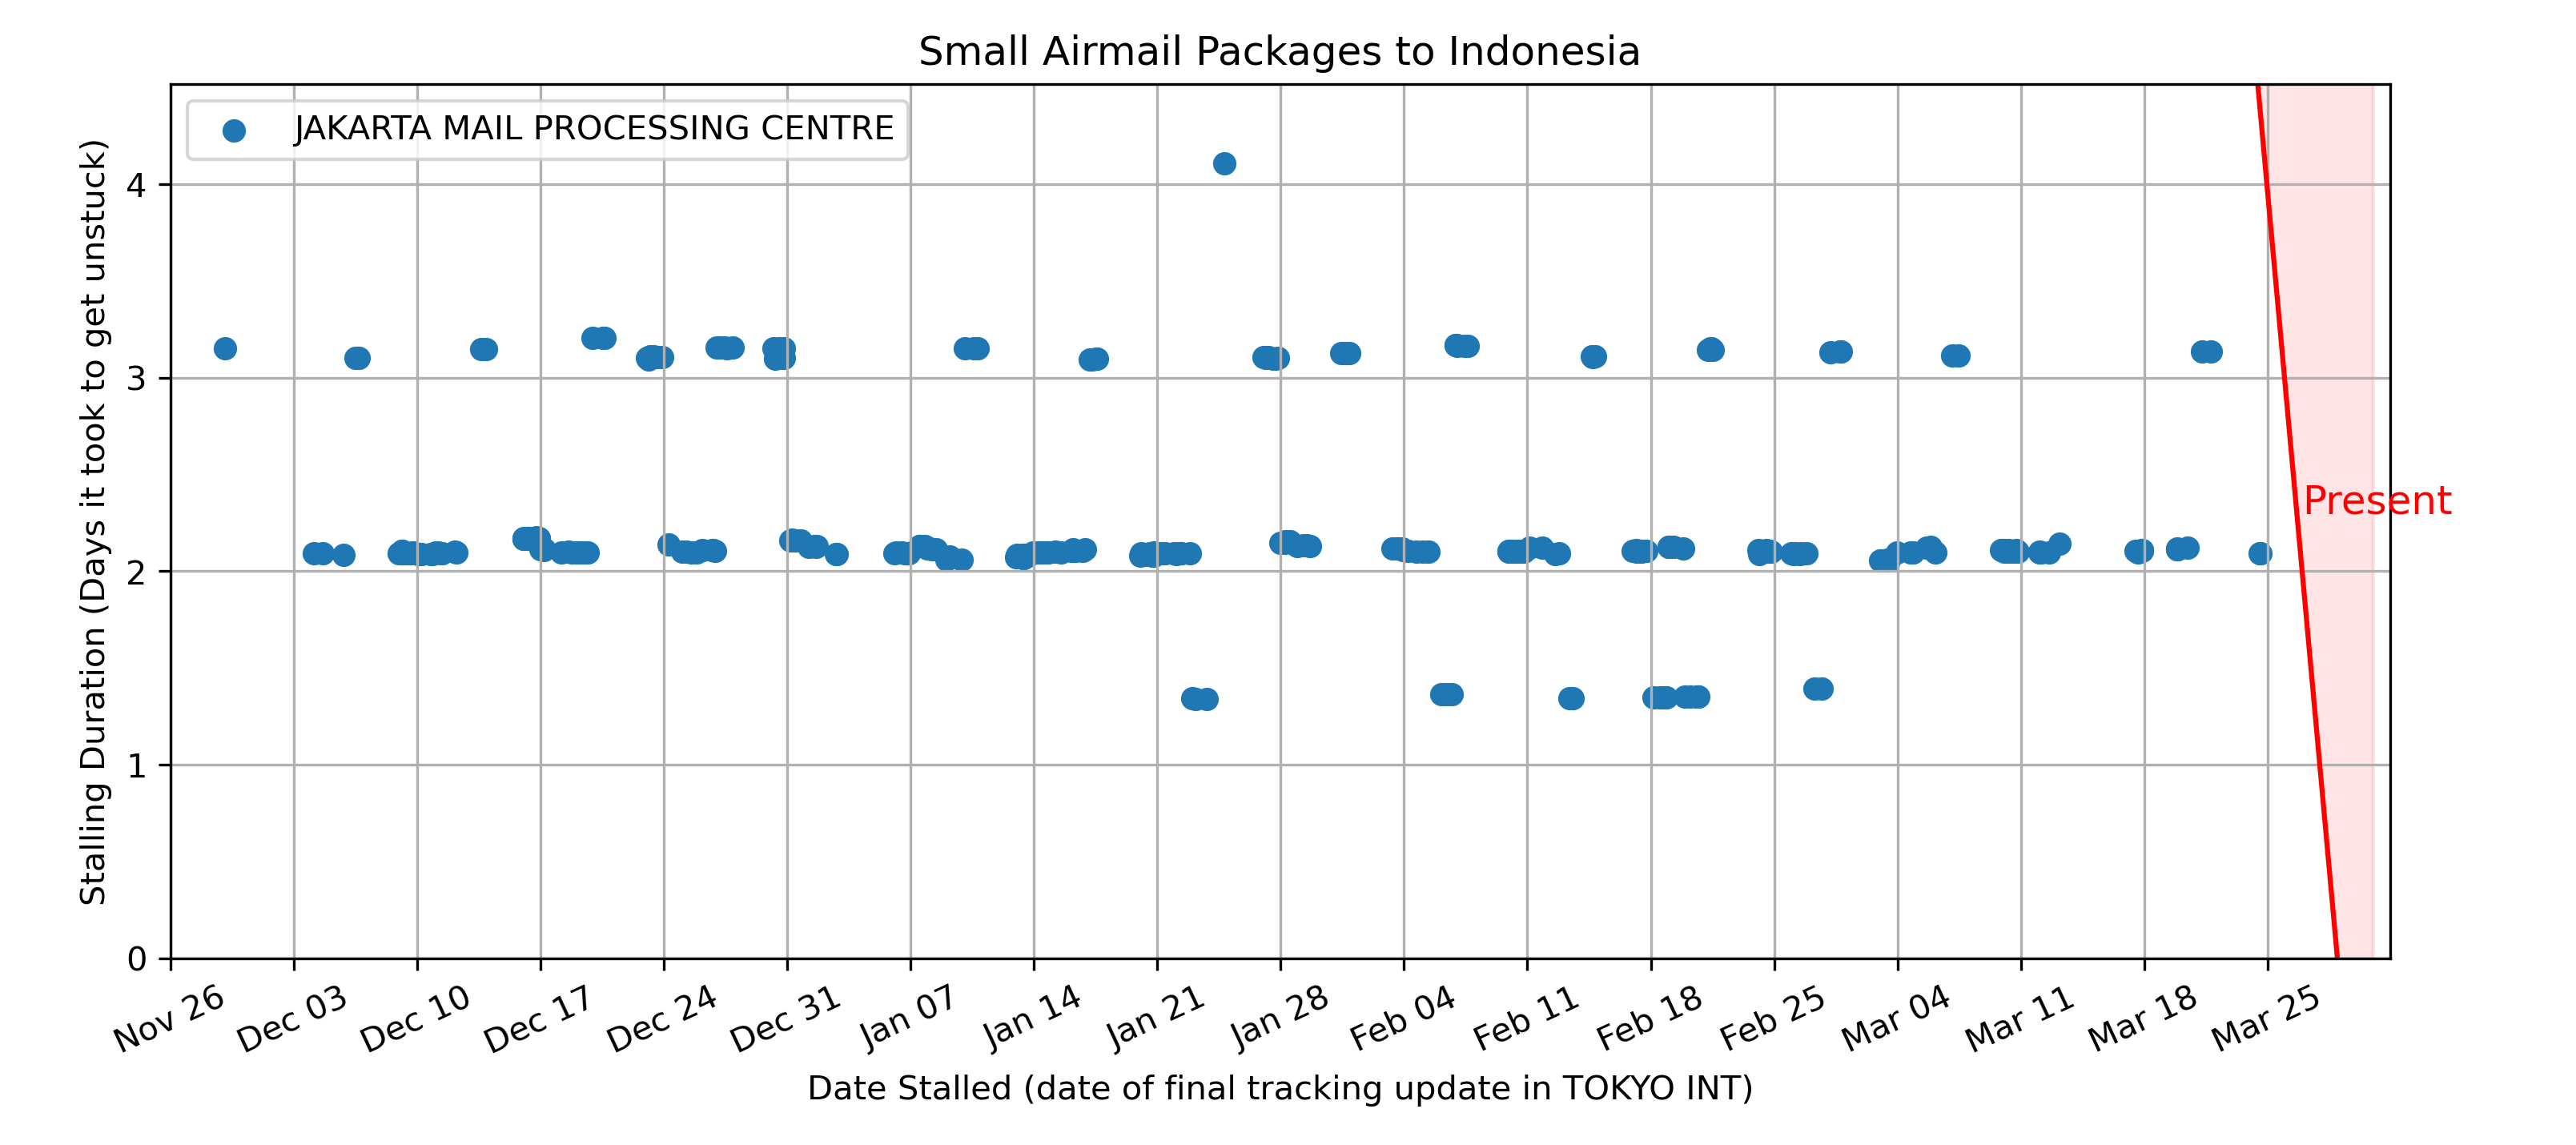 Small Airmail Packages to Indonesia
JAKARTA MAIL PROCESSING CENTRE
Stalling Duration (Days it took to get unstuck)
4
3
2
1
0
Present
Nov 26
Dec 03
Dec 10
Dec 17
Dec 24
Dec 31
Jan 07
Jan 14
Jan 21
Jan 28
Feb 04
Feb 11
Feb 18
Feb 25
Mar 04
Mar 11
Mar 18
Mar 25
Date Stalled (date of final tracking update in TOKYO INT)